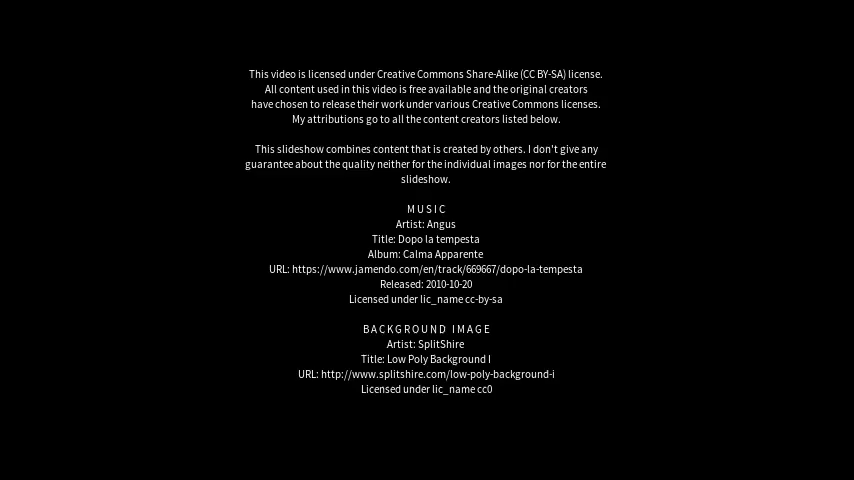 This video is licensed under Creative Commons Share-Alike (CC BY-SA) license.
All content used in this video is free available and the original creators
have chosen to release their work under various Creative Commons licenses.
My attributions go to all the content creators listed below.
This slideshow combines content that is created by others. I don't give any
guarantee about the quality neither for the individual images nor for the entire
slideshow.
MUSIC
Artist: Angus
Title: Dopo la tempesta
Album: Calma Apparente
URL: https://www.jamendo.com/en/track/669667/dopo-la-tempesta
Released: 2010-10-20
Licensed under lic_name cc-by-sa
BACKGROUND IMAGE
Artist: SplitShire
Title: Low Poly Background I
URL: http://www.splitshire.com/low-poly-background-i
Licensed under lic_name cc0